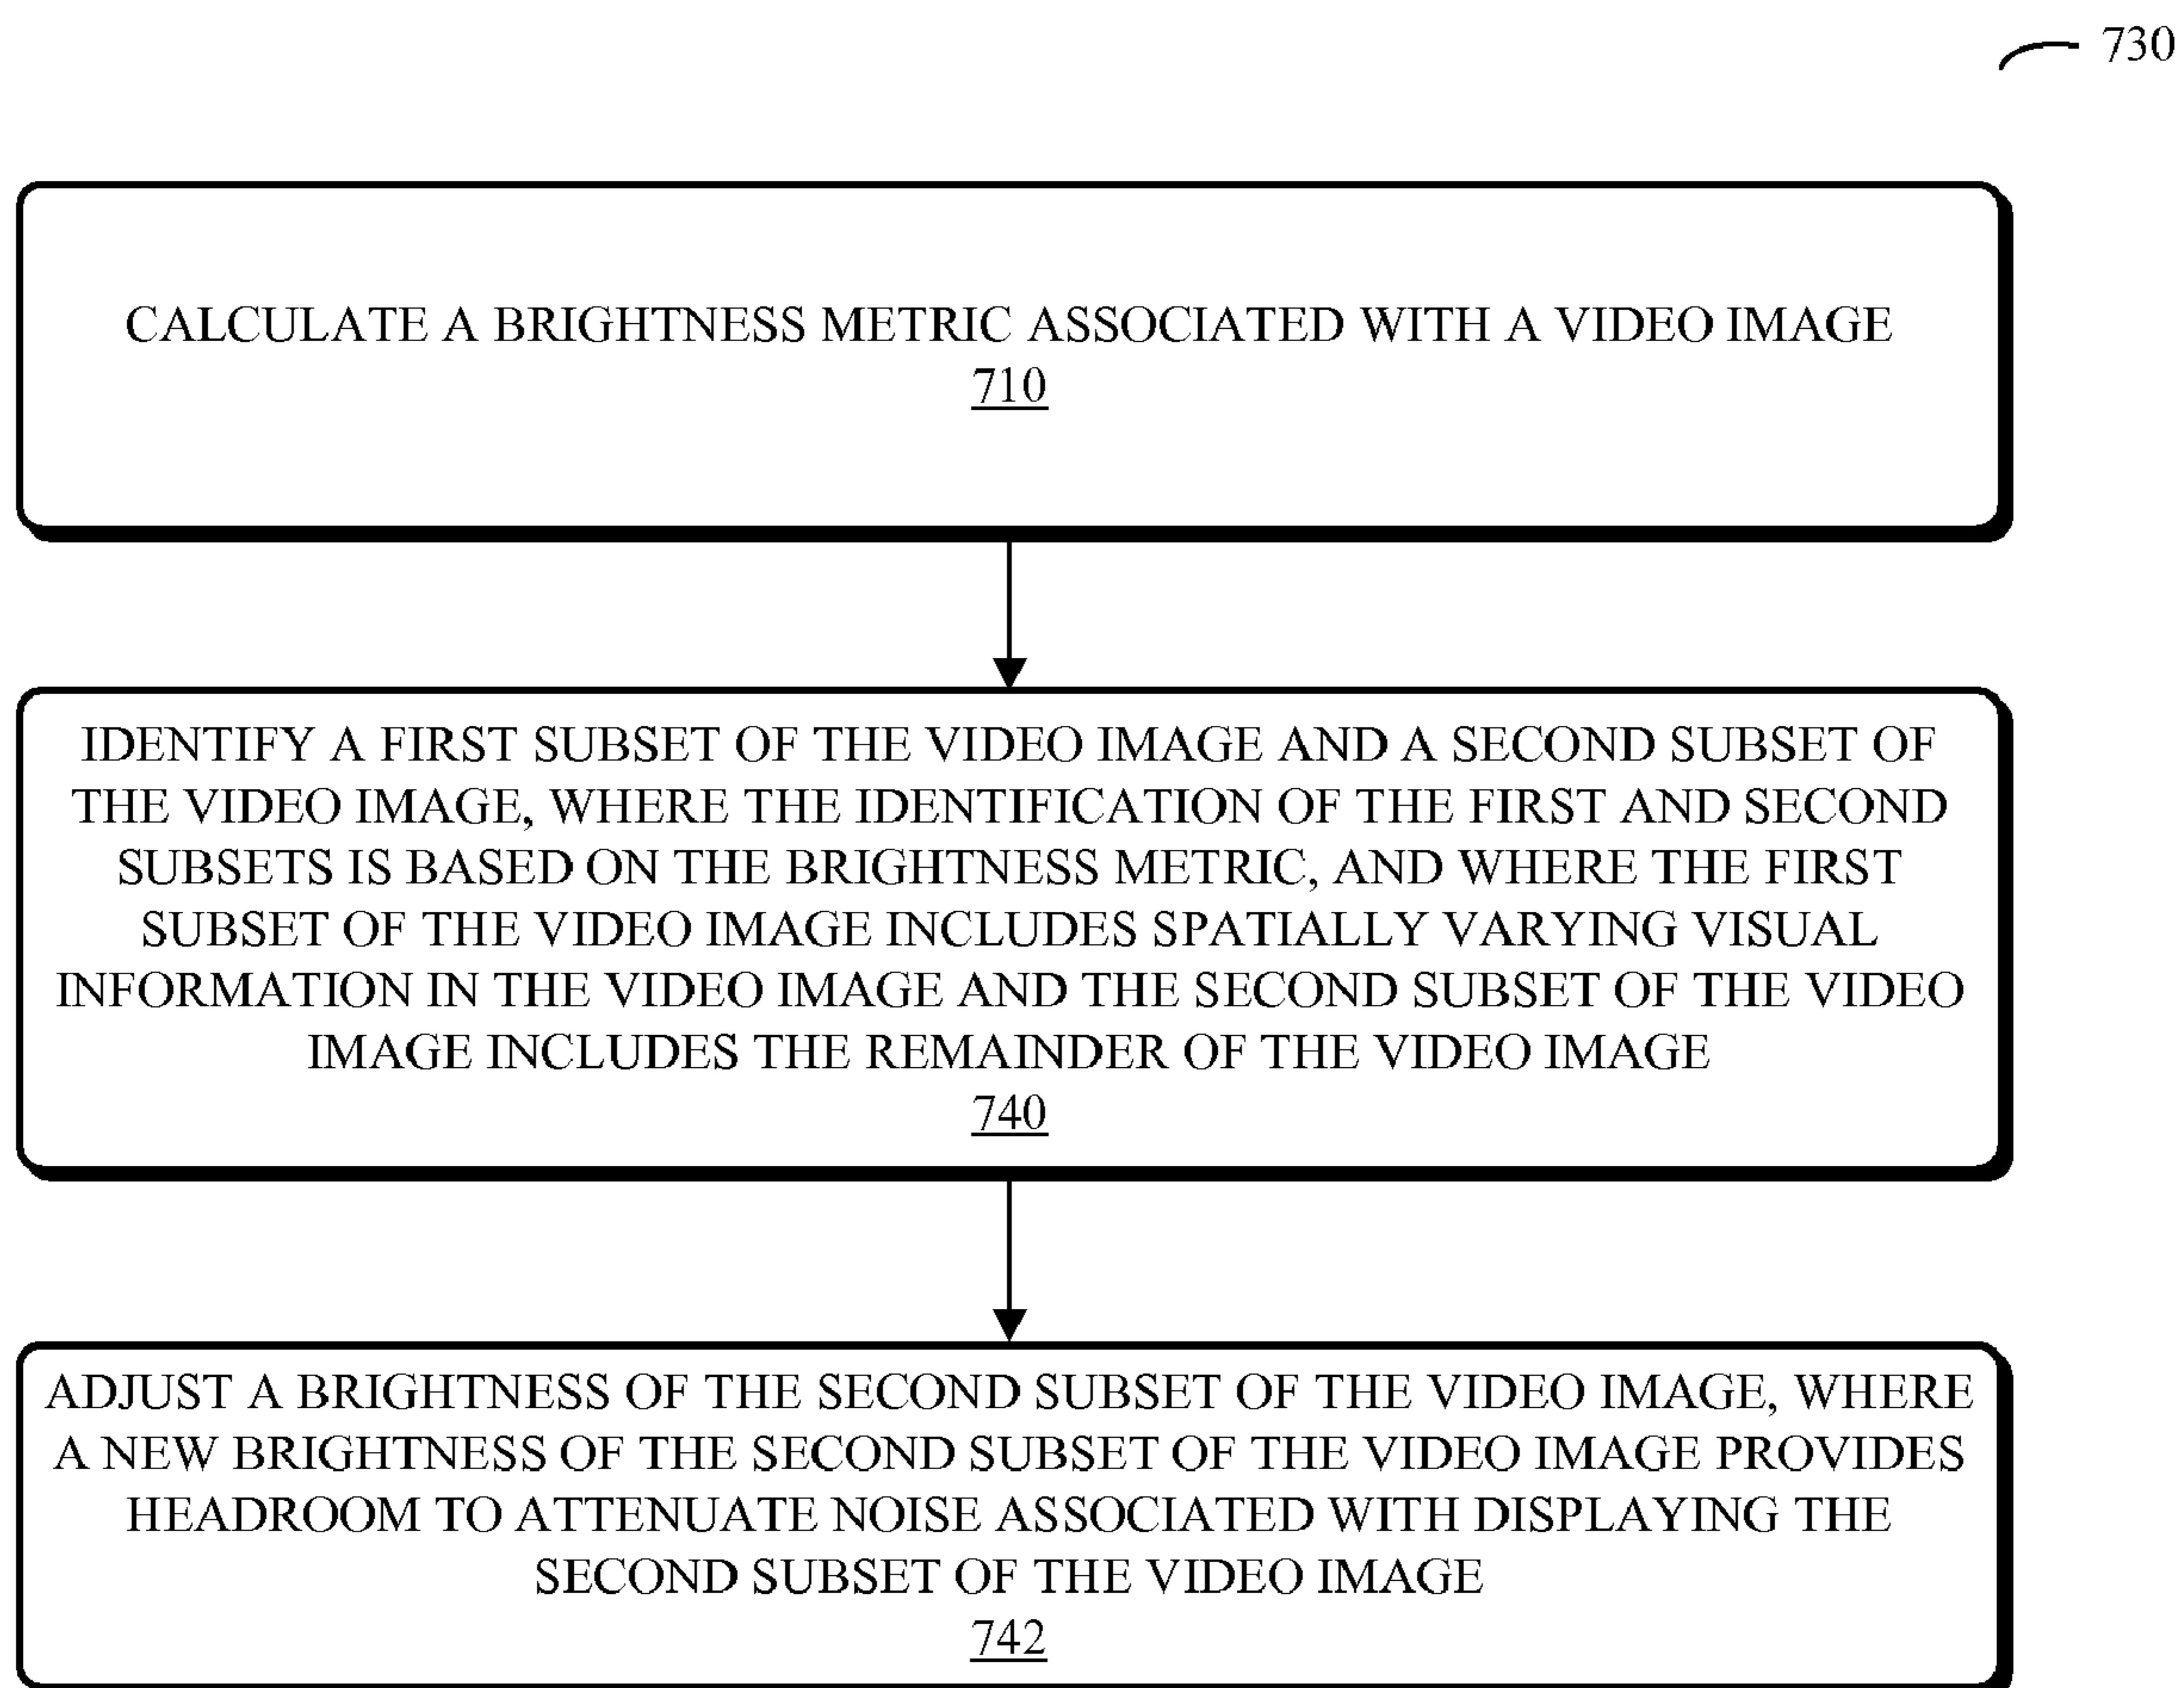 730
CALCULATE A BRIGHTNESS METRIC ASSOCIATED WITH A VIDEO IMAGE
710
IDENTIFY A FIRST SUBSET OF THE VIDEO IMAGE AND A SECOND SUBSET OF
THE VIDEO IMAGE, WHERE THE IDENTIFICATION OF THE FIRST AND SECOND
SUBSETS IS BASED ON THE BRIGHTNESS METRIC, AND WHERE THE FIRST
SUBSET OF THE VIDEO IMAGE INCLUDES SPATIALLY VARYING VISUAL
INFORMATION IN THE VIDEO IMAGE AND THE SECOND SUBSET OF THE VIDEO
IMAGE INCLUDES THE REMAINDER OF THE VIDEO IMAGE
740
ADJUST A BRIGHTNESS OF THE SECOND SUBSET OF THE VIDEO IMAGE, WHERE
A NEW BRIGHTNESS OF THE SECOND SUBSET OF THE VIDEO IMAGE PROVIDES
HEADROOM TO ATTENUATE NOISE ASSOCIATED WITH DISPLAYING THE
SECOND SUBSET OF THE VIDEO IMAGE
742